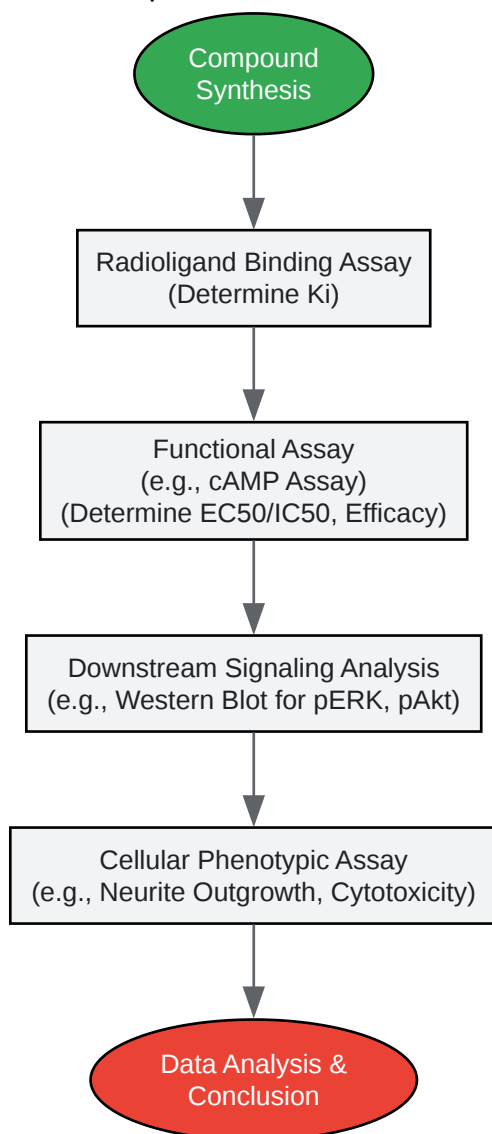 Compound
Synthesis
Radioligand Binding Assay
(Determine Ki)
Functional Assay
(e.g., cAMP Assay)
(Determine EC50/IC50, Efficacy)
Downstream Signaling Analysis
(e.g., Western Blot for pERK, pAkt)
Cellular Phenotypic Assay
(e.g., Neurite Outgrowth, Cytotoxicity)
Data Analysis &
Conclusion